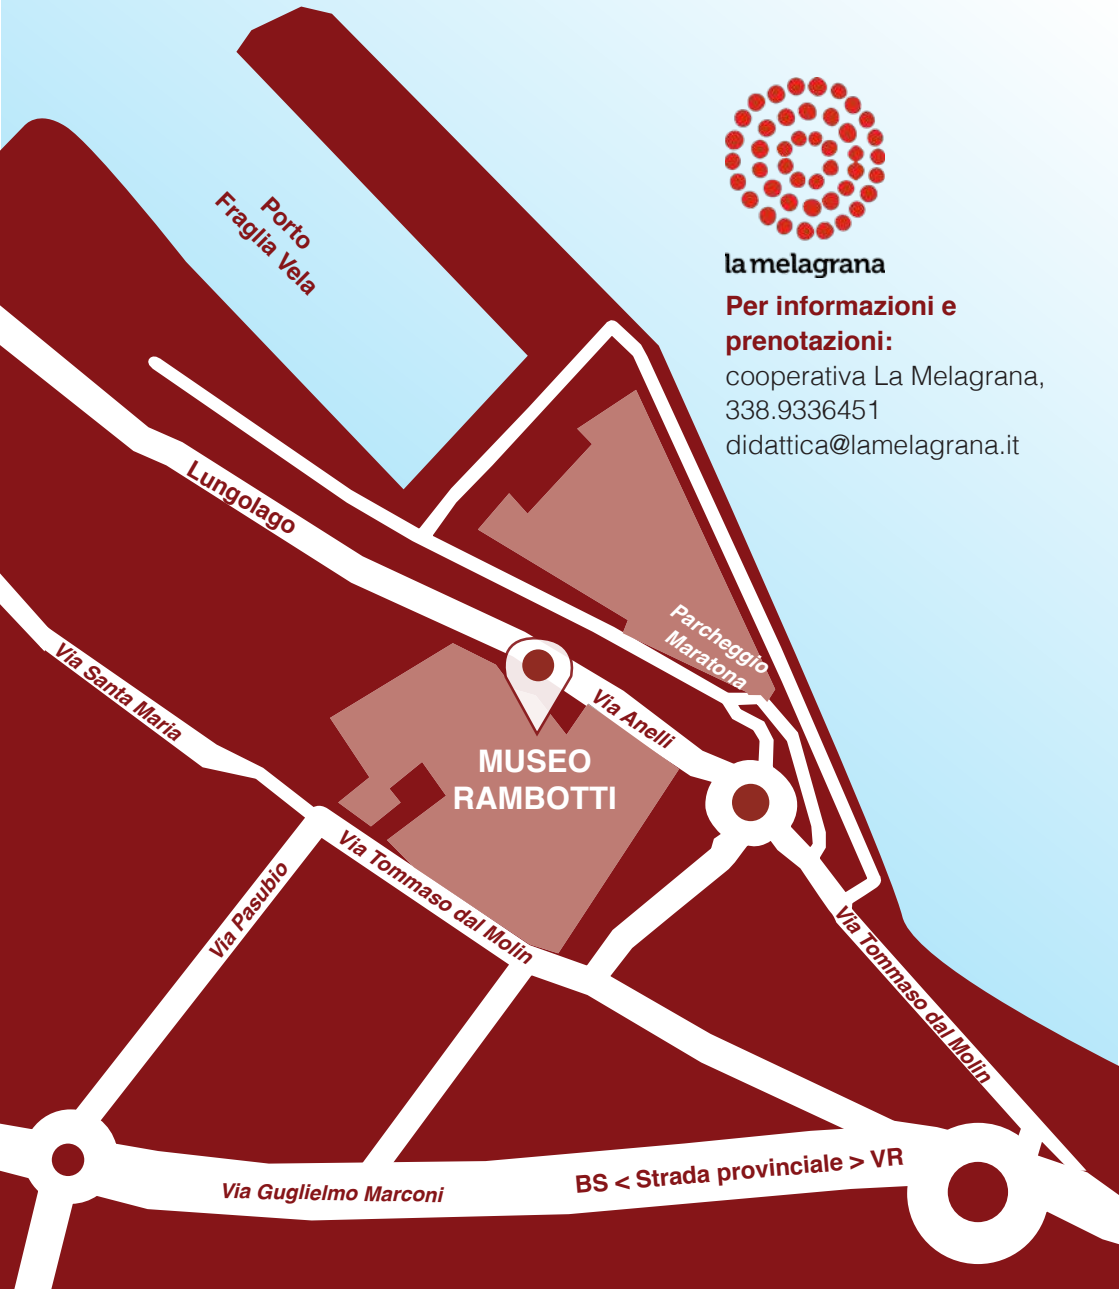 Porto
Fraglia Vela
la melagrana
Per informazioni e
prenotazioni:
cooperativa La Melagrana,
338.9336451
didattica@lamelagrana.it
Lungolago
Parcheggio
Maratona
Via Santa Maria
Via Anelli
MUSEO
RAMBOTTI
Via Tommaso dal Molin
Via Pasubio
Via Tommaso dal Molin
BS < Strada provinciale > VR
Via Guglielmo Marconi